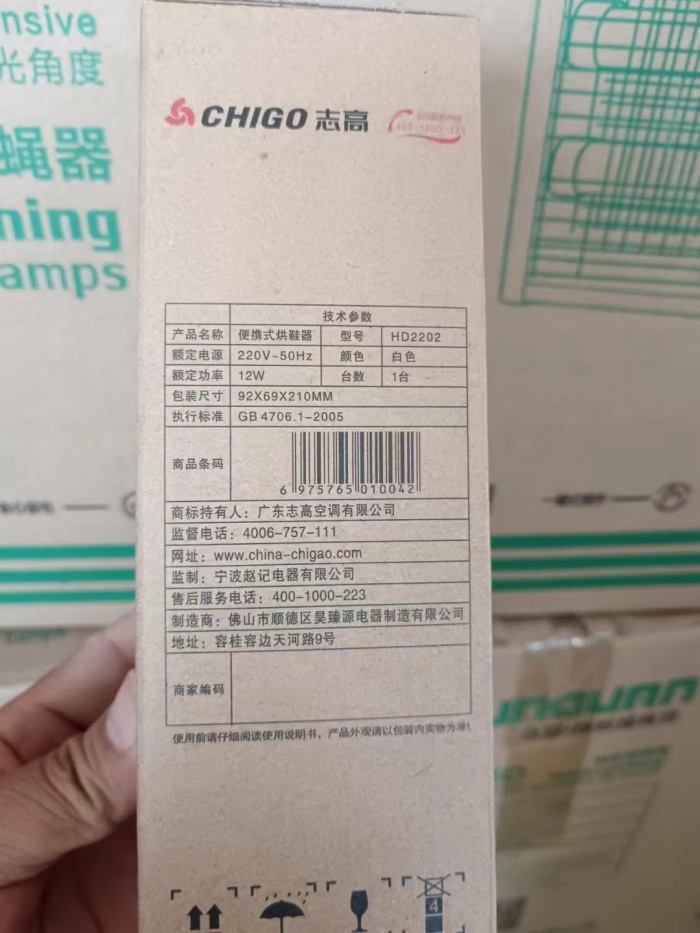 nsive
光角度
蝇器
ning
amps
CHIGO 志高
400-1000-223
技术参数
产品名称 便携式烘鞋器 型号 HD2202
额定电源 220V~50Hz 颜色 白色
额定功率 12W 台数 1台
包装尺寸 92X69X210MM
执行标准 GB 4706.1-2005
商品条码
6 975765 010042
商标持有人：广东志高空调有限公司
监督电话：4006-757-111
网址：www.china-chigao.com
监制：宁波赵记电器有限公司
售后服务电话：400-1000-223
制造商：佛山市顺德区昊臻源电器制造有限公司
地址：容桂容边天河路9号
商家编码
使用前请仔细阅读使用说明书，产品外观请以包装内实物为准!
4